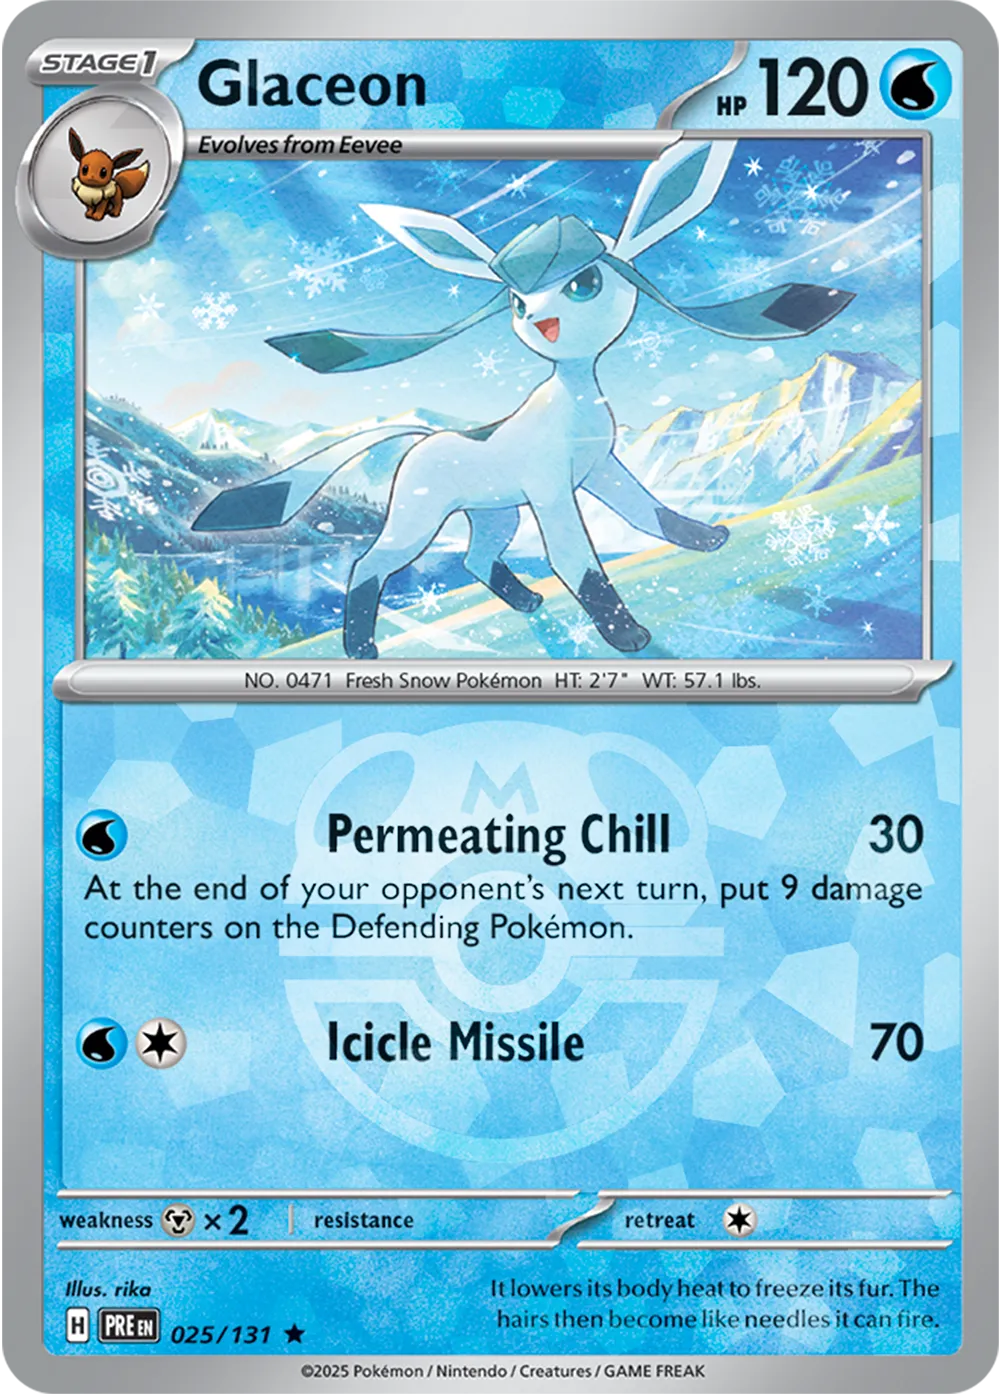 STAGE 1
Glaceon
HP 120
Evolves from Eevee
NO. 0471 Fresh Snow Pokémon HT: 2'7" WT: 57.1 lbs.
M
Permeating Chill 30
At the end of your opponent's next turn, put 9 damage
counters on the Defending Pokémon.
Icicle Missile 70
weakness ×2 resistance retreat
Illus. rika
It lowers its body heat to freeze its fur. The
hairs then become like needles it can fire.
H PRE EN 025/131 ★
©2025 Pokémon / Nintendo / Creatures / GAME FREAK